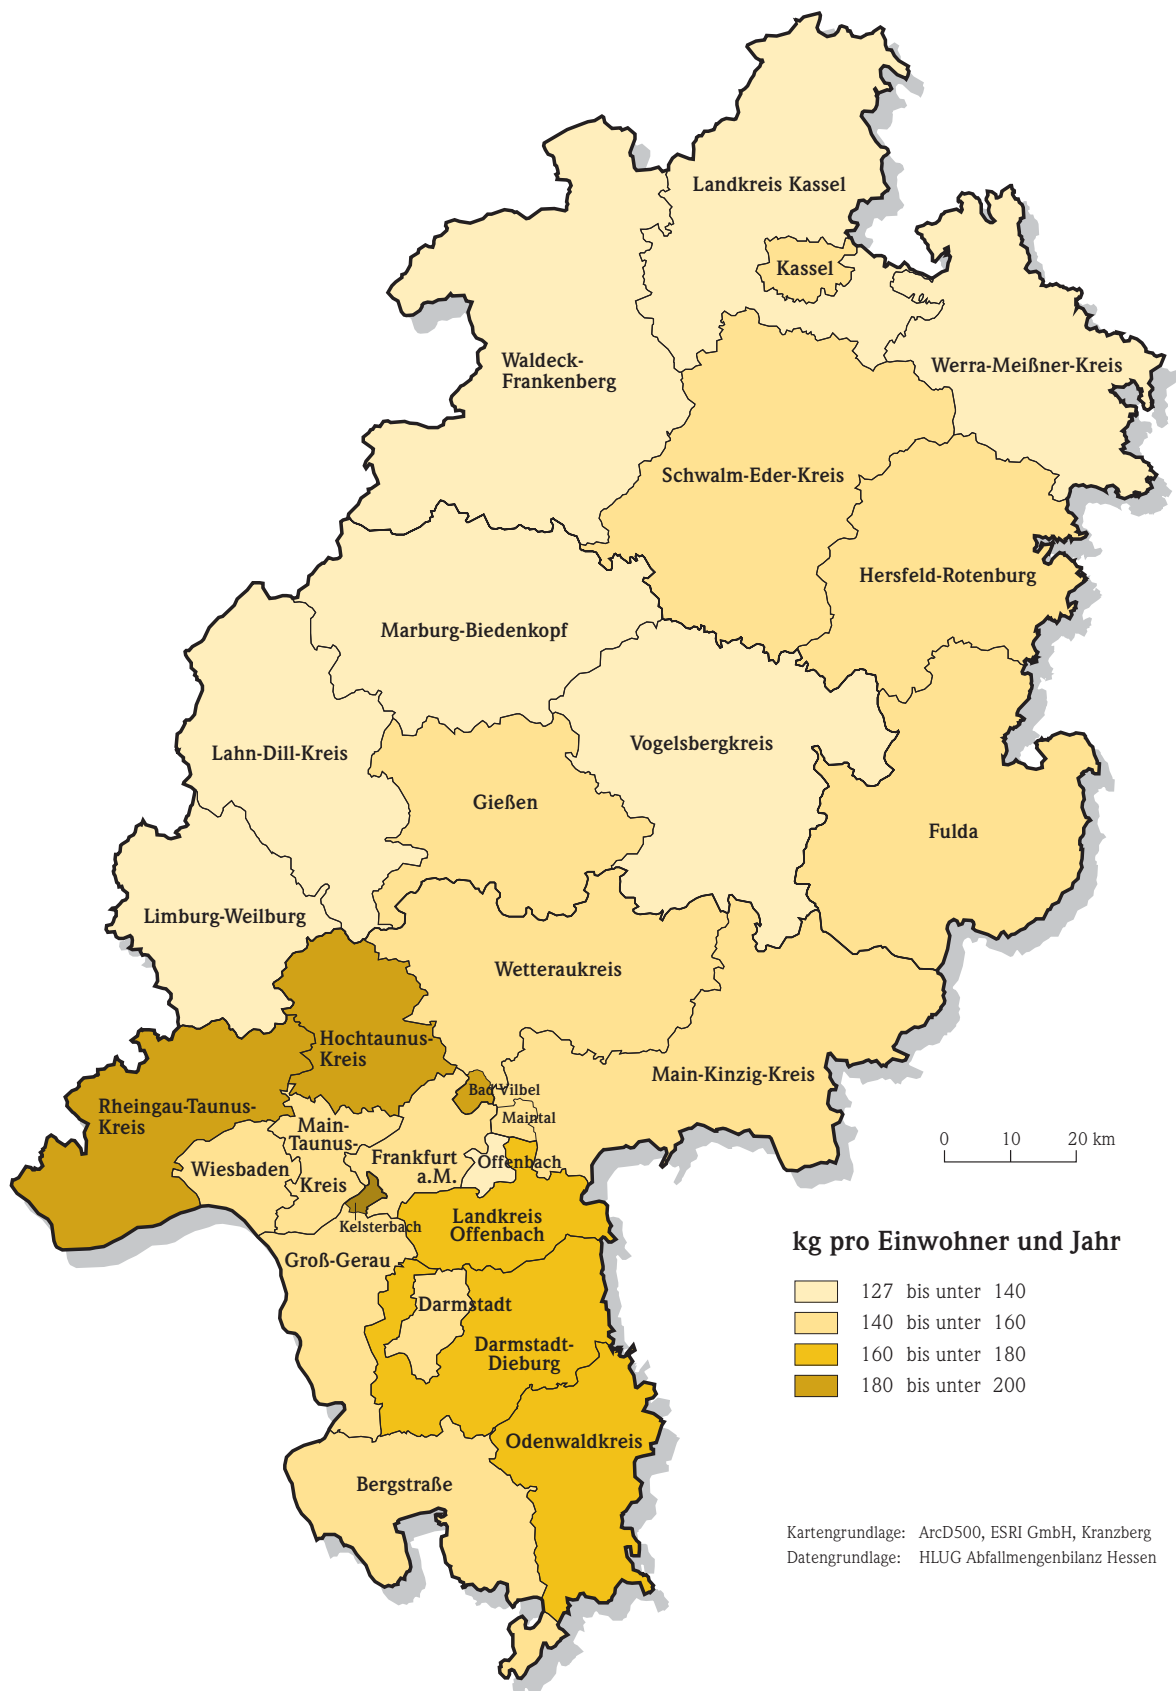 Landkreis Kassel
Kassel
Waldeck-
Frankenberg
Werra-Meißner-Kreis
Schwalm-Eder-Kreis
Hersfeld-Rotenburg
Marburg-Biedenkopf
Lahn-Dill-Kreis
Vogelsbergkreis
Gießen
Fulda
Limburg-Weilburg
Wetteraukreis
Hochtaunus-
Kreis
Main-Kinzig-Kreis
Bad Vilbel
Rheingau-Taunus-
Kreis
Maintal
Main-
Taunus-
Kreis
Wiesbaden
Frankfurt
a.M.
Offenbach
Kelsterbach
Landkreis
Offenbach
Groß-Gerau
Darmstadt
Darmstadt-
Dieburg
Odenwaldkreis
Bergstraße
0 10 20 km
kg pro Einwohner und Jahr
127 bis unter 140
140 bis unter 160
160 bis unter 180
180 bis unter 200
Kartengrundlage: ArcD500, ESRI GmbH, Kranzberg
Datengrundlage: HLUG Abfallmengenbilanz Hessen